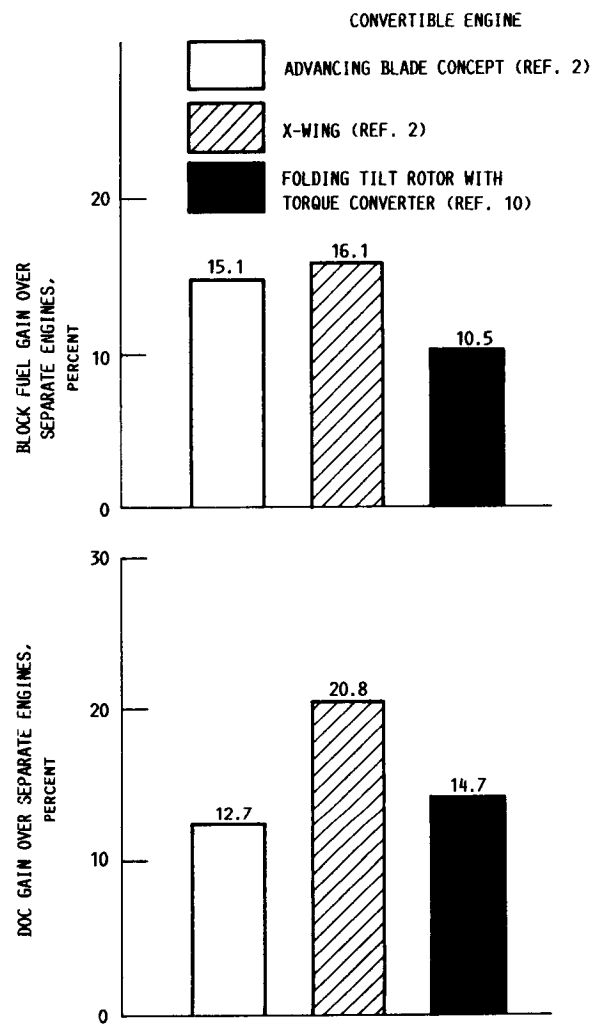 CONVERTIBLE ENGINE
ADVANCING BLADE CONCEPT (REF. 2)
X-WING (REF. 2)
FOLDING TILT ROTOR WITH
TORQUE CONVERTER (REF. 10)
BLOCK FUEL GAIN OVER
SEPARATE ENGINES,
PERCENT
20
10
0
15.1
16.1
10.5
DOC GAIN OVER SEPARATE ENGINES,
PERCENT
30
20
10
0
12.7
20.8
14.7